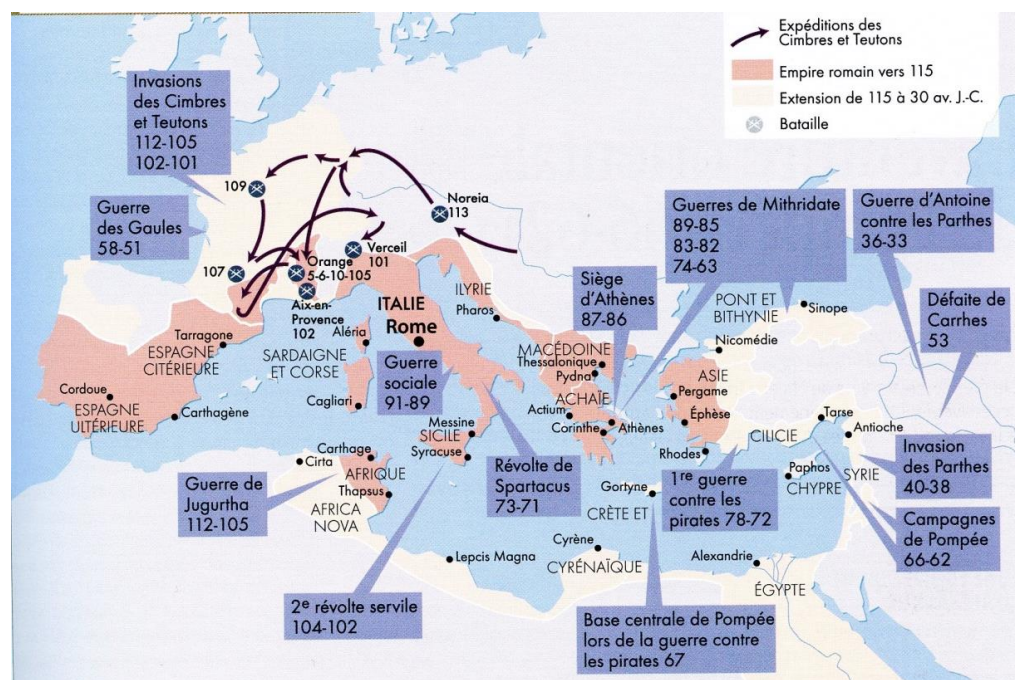 Expéditions des
Cimbres et Teutons
Empire romain vers 115
Extension de 115 à 30 av. J.-C.
Bataille
Invasions
des Cimbres
et Teutons
112-105
102-101
Guerre
des Gaules
58-51
109
107
Noreia
113
Verceil
101
Orange
5-6-10-105
Aix-en-
Provence
102
Guerres de Mithridate
89-85
83-82
74-63
Guerre d'Antoine
contre les Parthes
36-33
Siège
d'Athènes
87-86
Défaite de
Carrhes
53
ITALIE
Rome
ILYRIE
Pharos
Aléria
SARDAIGNE
ET CORSE
Cagliari
Tarragone
ESPAGNE
CITÉRIEURE
Cordoue
ESPAGNE
ULTÉRIEURE
Carthagène
Guerre
sociale
91-89
MACÉDOINE
Thessalonique
Pydna
ACHAÏE
Actium
Corinthe
Athènes
PONT ET
BITHYNIE
Sinope
Nicomédie
ASIE
Pergame
Éphèse
Rhodes
CILICIE
Tarse
Antioche
SYRIE
Paphos
CHYPRE
Messine
SICILE
Syracuse
Carthage
Cirta
AFRIQUE
Thapsus
AFRICA
NOVA
Guerre de
Jugurtha
112-105
Révolte de
Spartacus
73-71
Gortyne
CRÈTE ET
Cyrène
CYRÉNAÏQUE
Lepcis Magna
1re guerre
contre les
pirates 78-72
Invasion
des Parthes
40-38
Campagnes
de Pompée
66-62
Alexandrie
ÉGYPTE
2e révolte servile
104-102
Base centrale de Pompée
lors de la guerre contre
les pirates 67